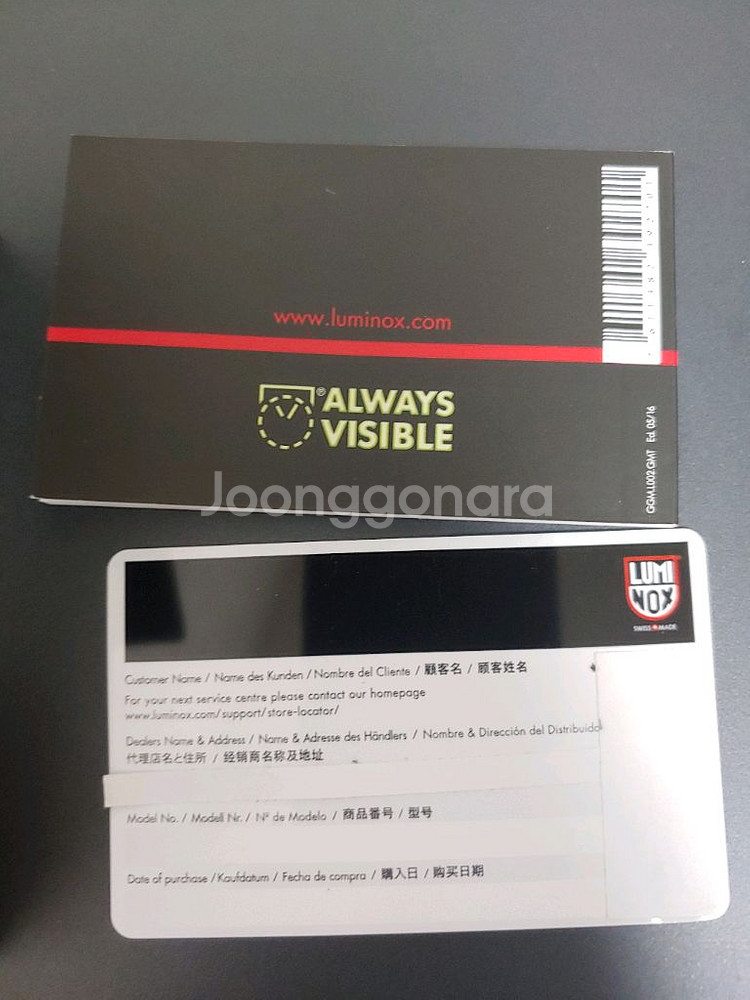 www.luminox.com
ALWAYS
VISIBLE
GGM.L002.GMT Ed. 05/16
Joonggonara
LUMI
NOX
SWISS MADE
Customer Name / Name des Kunden / Nombre del Cliente / 顧客名 / 顾客姓名
For your next service centre please contact our homepage
www.luminox.com/support/store-locator/
Dealers Name & Address / Name & Adresse des Händlers / Nombre & Dirección del Distribuido
代理店名と住所 / 经销商名称及地址
Model No. / Modell Nr. / Nº de Modelo / 商品番号 / 型号
Date of purchase / Kaufdatum / Fecha de compra / 購入日 / 购买日期